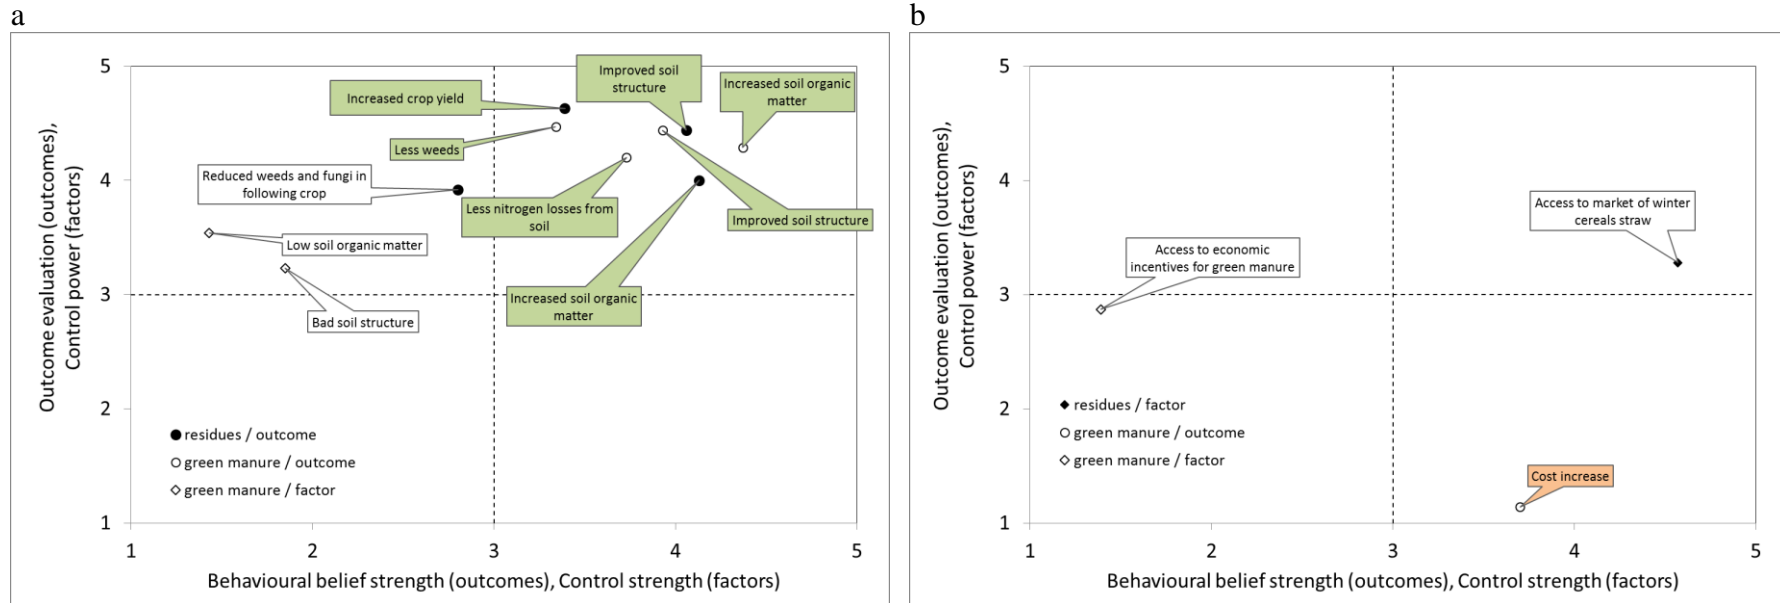 a
Outcome evaluation (outcomes),
Control power (factors)
5
4
3
2
1
Increased crop yield
Improved soil
structure
Increased soil organic
matter
Less weeds
Reduced weeds and fungi in
following crop
Less nitrogen losses from
soil
Improved soil structure
Low soil organic matter
Increased soil organic
matter
Bad soil structure
residues / outcome
green manure / outcome
green manure / factor
1 2 3 4 5
Behavioural belief strength (outcomes), Control strength (factors)
b
Outcome evaluation (outcomes),
Control power (factors)
5
4
3
2
1
Access to market of winter
cereals straw
Access to economic
incentives for green manure
residues / factor
green manure / outcome
green manure / factor
Cost increase
1 2 3 4 5
Behavioural belief strength (outcomes), Control strength (factors)